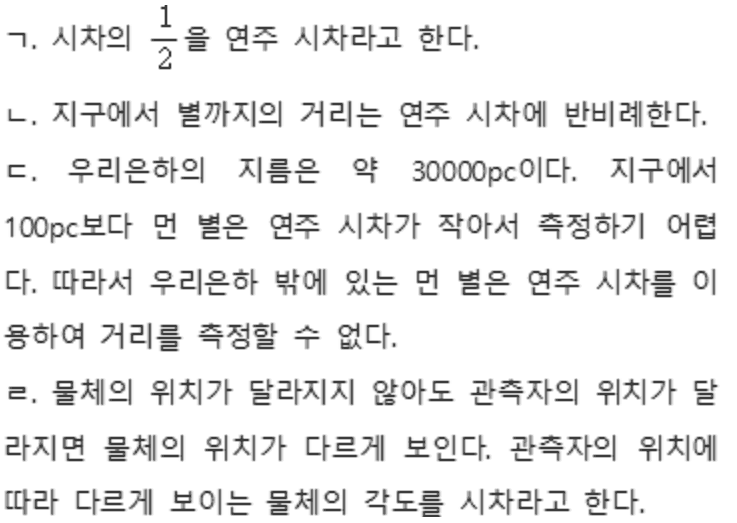 ㄱ. 시차의 1/2을 연주 시차라고 한다.
ㄴ. 지구에서 별까지의 거리는 연주 시차에 반비례한다.
ㄷ. 우리은하의 지름은 약 30000pc이다. 지구에서
100pc보다 먼 별은 연주 시차가 작아서 측정하기 어렵
다. 따라서 우리은하 밖에 있는 먼 별은 연주 시차를 이
용하여 거리를 측정할 수 없다.
ㄹ. 물체의 위치가 달라지지 않아도 관측자의 위치가 달
라지면 물체의 위치가 다르게 보인다. 관측자의 위치에
따라 다르게 보이는 물체의 각도를 시차라고 한다.